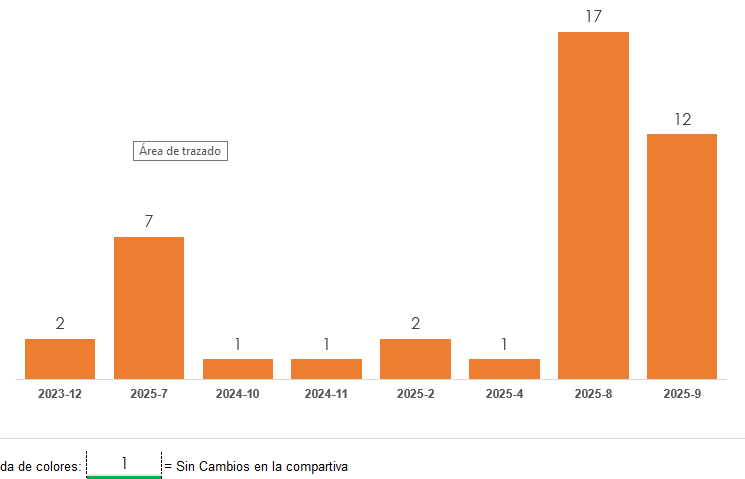 17
12
Área de trazado
7
2
1
1
2
1
2023-12 2025-7 2024-10 2024-11 2025-2 2025-4 2025-8 2025-9
da de colores: 1 = Sin Cambios en la compartiva